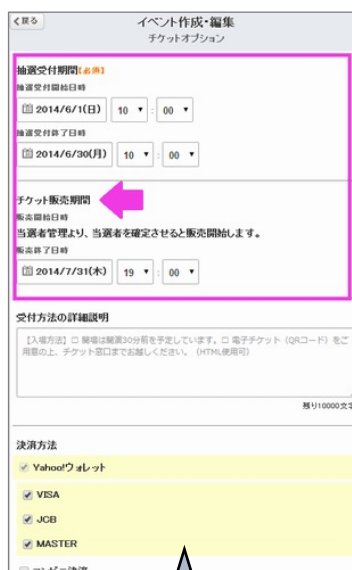 戻る
イベント作成・編集
チケットオプション
抽選受付期間【必須】
抽選受付開始日時
2014/6/1(日) 10 : 00
抽選受付終了日時
2014/6/30(月) 10 : 00
チケット販売期間
販売開始日時
当選者管理より、当選者を確定させると販売開始します。
販売終了日時
2014/7/31(木) 19 : 00
受付方法の詳細説明
【入場方法】□ 開場は開演30分前を予定しています。□ 電子チケット（QRコード）をご
用意の上、チケット窓口までお越しください。（HTML使用可）
残り10000文字
決済方法
Yahoo!ウォレット
VISA
JCB
MASTER
コンビニ決済